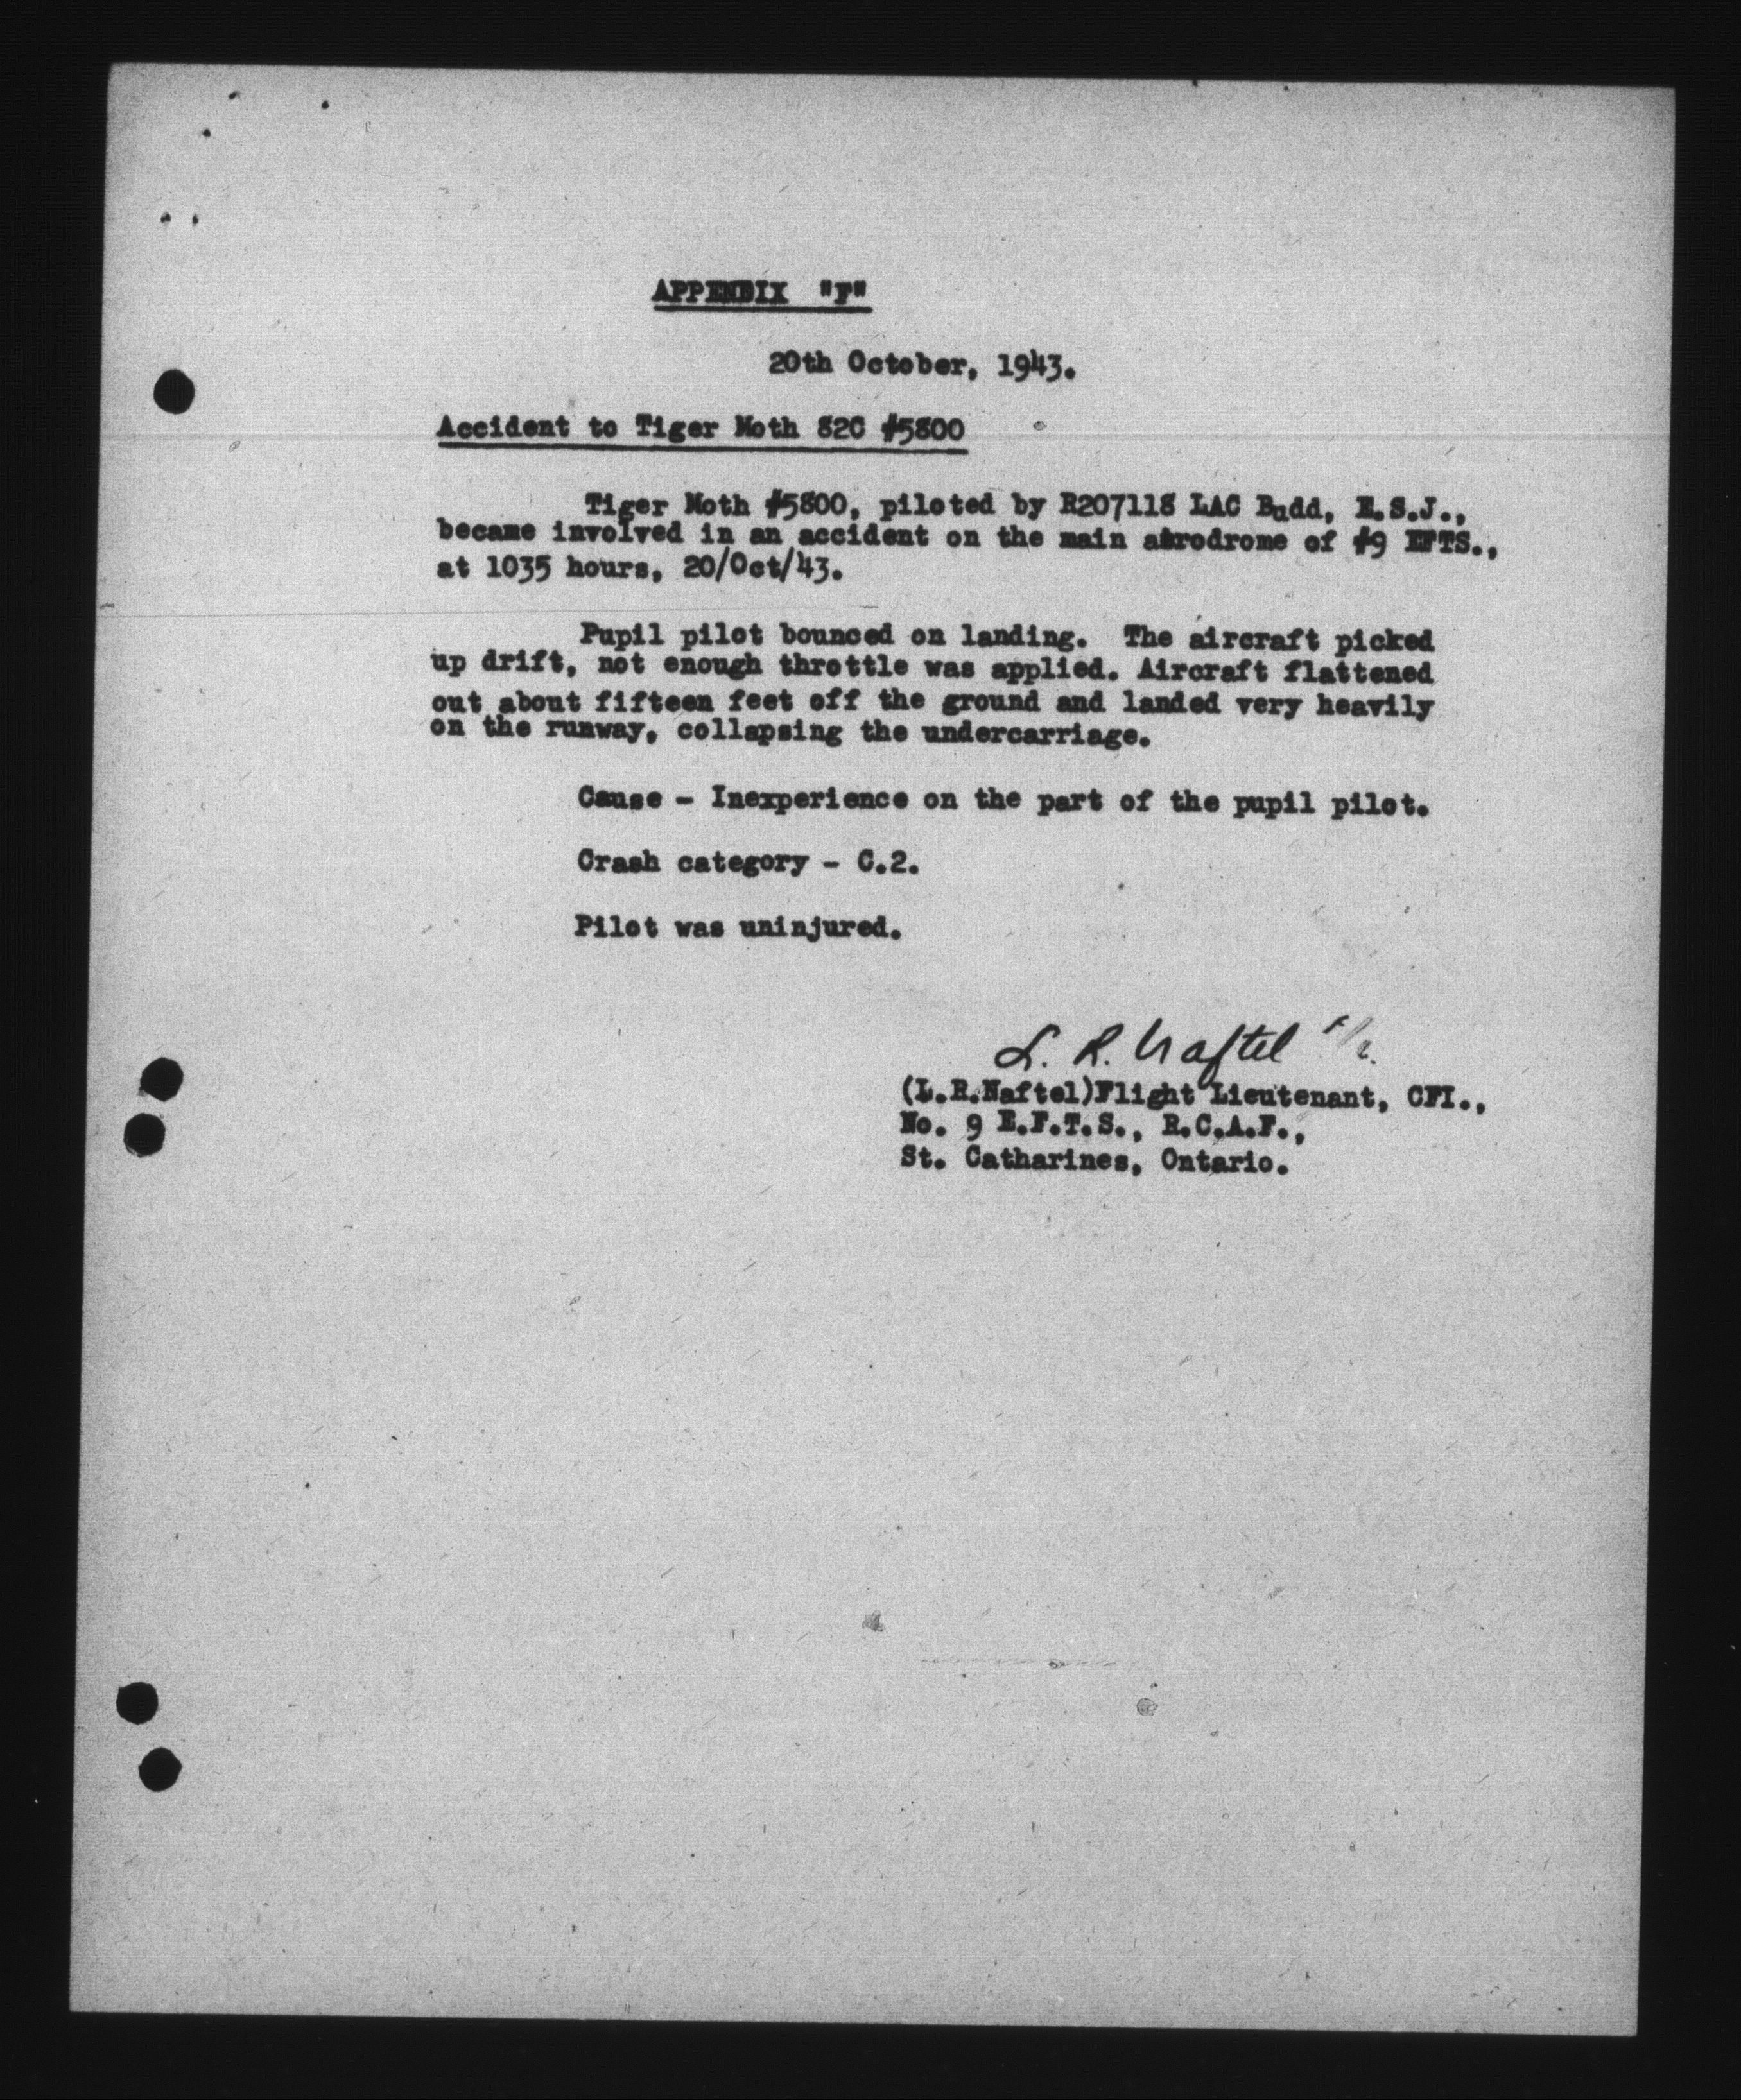 APPENDIX "F"
20th October, 1943.
Accident to Tiger Moth 82C #5800
Tiger Moth #5800, piloted by R207118 LAC Budd, E.S.J.,
became involved in an accident on the main aerodrome of #9 EFTS.,
at 1035 hours, 20/Oct/43.
Pupil pilot bounced on landing. The aircraft picked
up drift, not enough throttle was applied. Aircraft flattened
out about fifteen feet off the ground and landed very heavily
on the runway, collapsing the undercarriage.
Cause - Inexperience on the part of the pupil pilot.
Crash category - C.2.
Pilot was uninjured.
L. R. Naftel F/L.
(L.R.Naftel)Flight Lieutenant, CFI.,
No. 9 E.F.T.S., R.C.A.F.,
St. Catharines, Ontario.